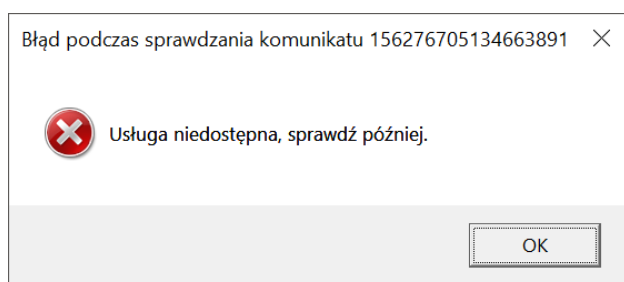 Błąd podczas sprawdzania komunikatu 156276705134663891
Usługa niedostępna, sprawdź później.
OK